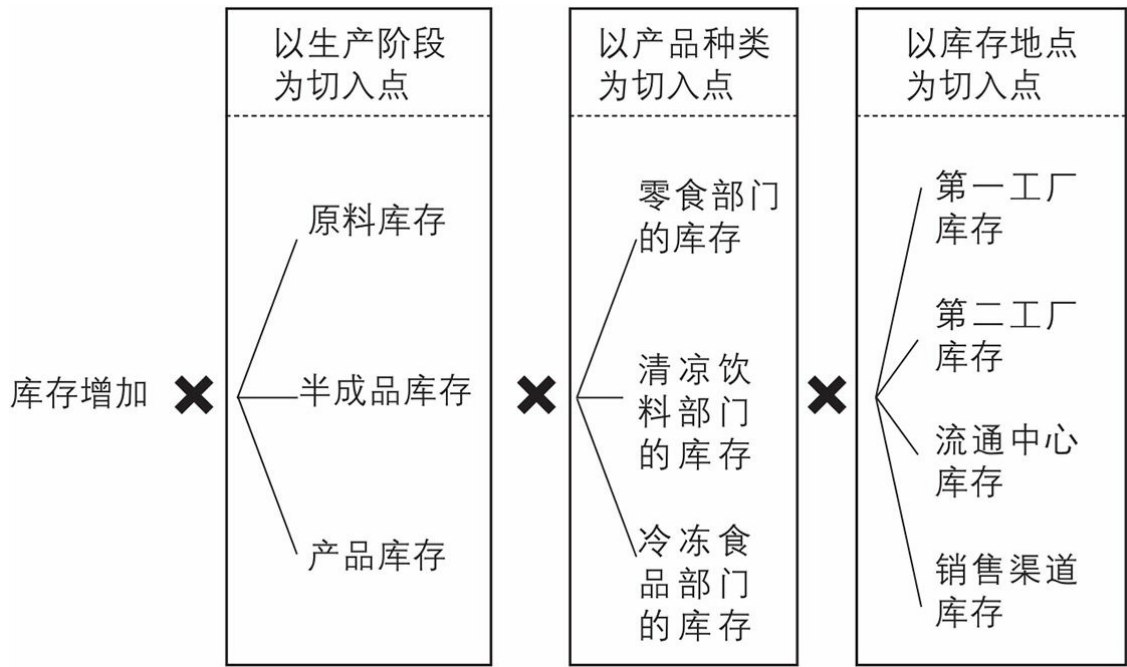 库存增加
以生产阶段
为切入点
原料库存
半成品库存
产品库存
以产品种类
为切入点
零食部门
的库存
清凉饮
料部门
的库存
冷冻食
品部门
的库存
以库存地点
为切入点
第一工厂
库存
第二工厂
库存
流通中心
库存
销售渠道
库存